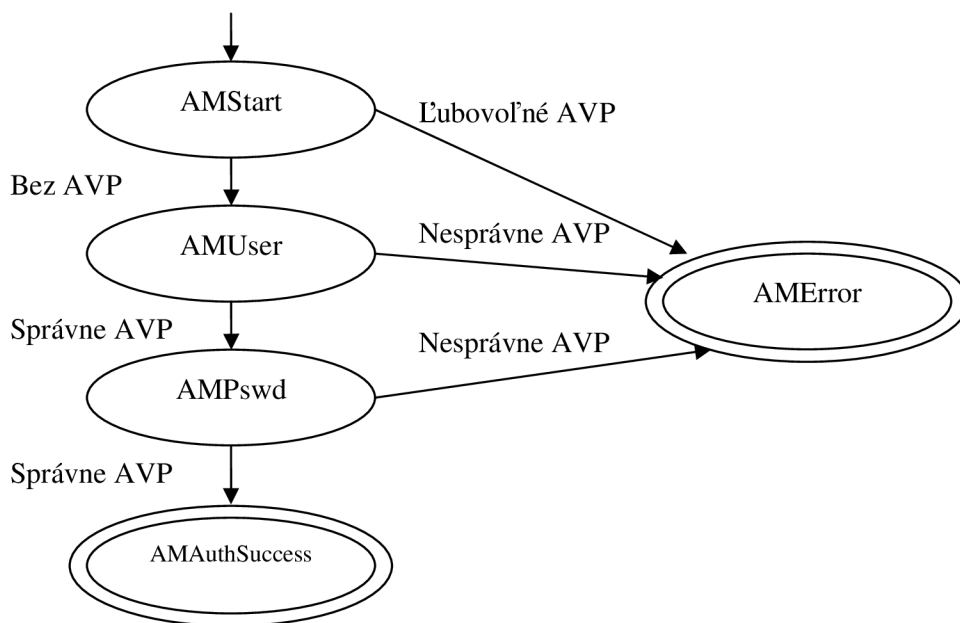 AMStart
Ľubovoľné AVP
Bez AVP
AMUser
Nesprávne AVP
AMError
Správne AVP
Nesprávne AVP
AMPswd
Správne AVP
AMAuthSuccess